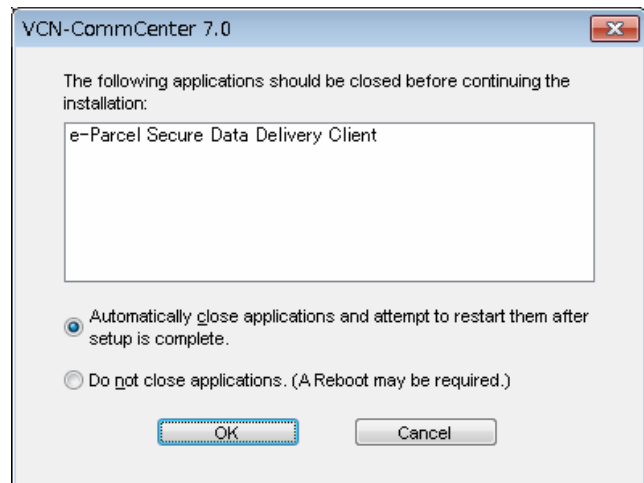 VCN-CommCenter 7.0
The following applications should be closed before continuing the
installation:
e-Parcel Secure Data Delivery Client
Automatically close applications and attempt to restart them after
setup is complete.
Do not close applications. (A Reboot may be required.)
OK
Cancel